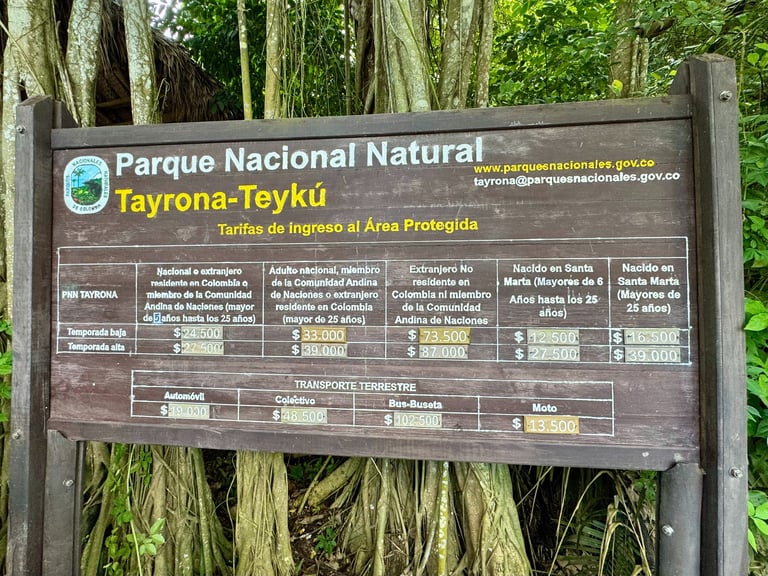 Parque Nacional Natural
www.parquesnacionales.gov.co
tayrona@parquesnacionales.gov.co
Tayrona-Teykú
Tarifas de ingreso al Área Protegida
PNN TAYRONA
Nacional o extranjero
residente en Colombia o
miembro de la Comunidad
Andina de Naciones (mayor
de 5 años hasta los 25 años)
Adulto nacional, miembro
de la Comunidad Andina
de Naciones o extranjero
residente en Colombia
(mayor de 25 años)
Extranjero No
residente en
Colombia ni miembro
de la Comunidad
Andina de Naciones
Nacido en Santa
Marta (Mayores de 6
Años hasta los 25
años)
Nacido en
Santa Marta
(Mayores de
25 años)
Temporada baja $ 24.500 $ 33.000 $ 73.500 $ 12.500 $ 16.500
Temporada alta $ 27.500 $ 39.000 $ 87.000 $ 27.500 $ 39.000
TRANSPORTE TERRESTRE
Automóvil Colectivo Bus-Buseta Moto
$ 19.000 $ 48.500 $ 102.500 $ 13.500
PARQUES NACIONALES NATURALES
DE COLOMBIA